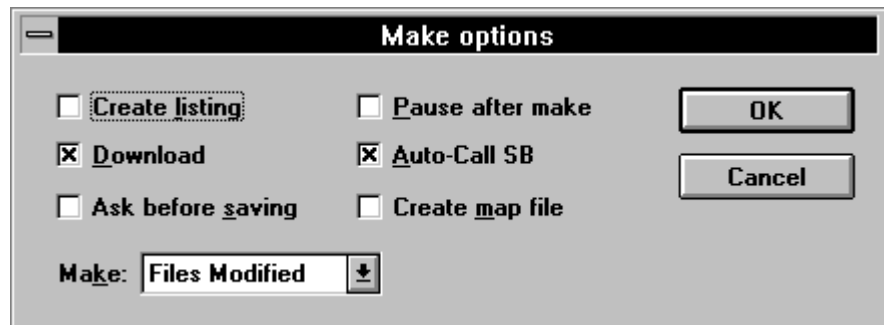 Make options
Create listing
Pause after make
OK
Download
Auto-Call SB
Cancel
Ask before saving
Create map file
Make: Files Modified